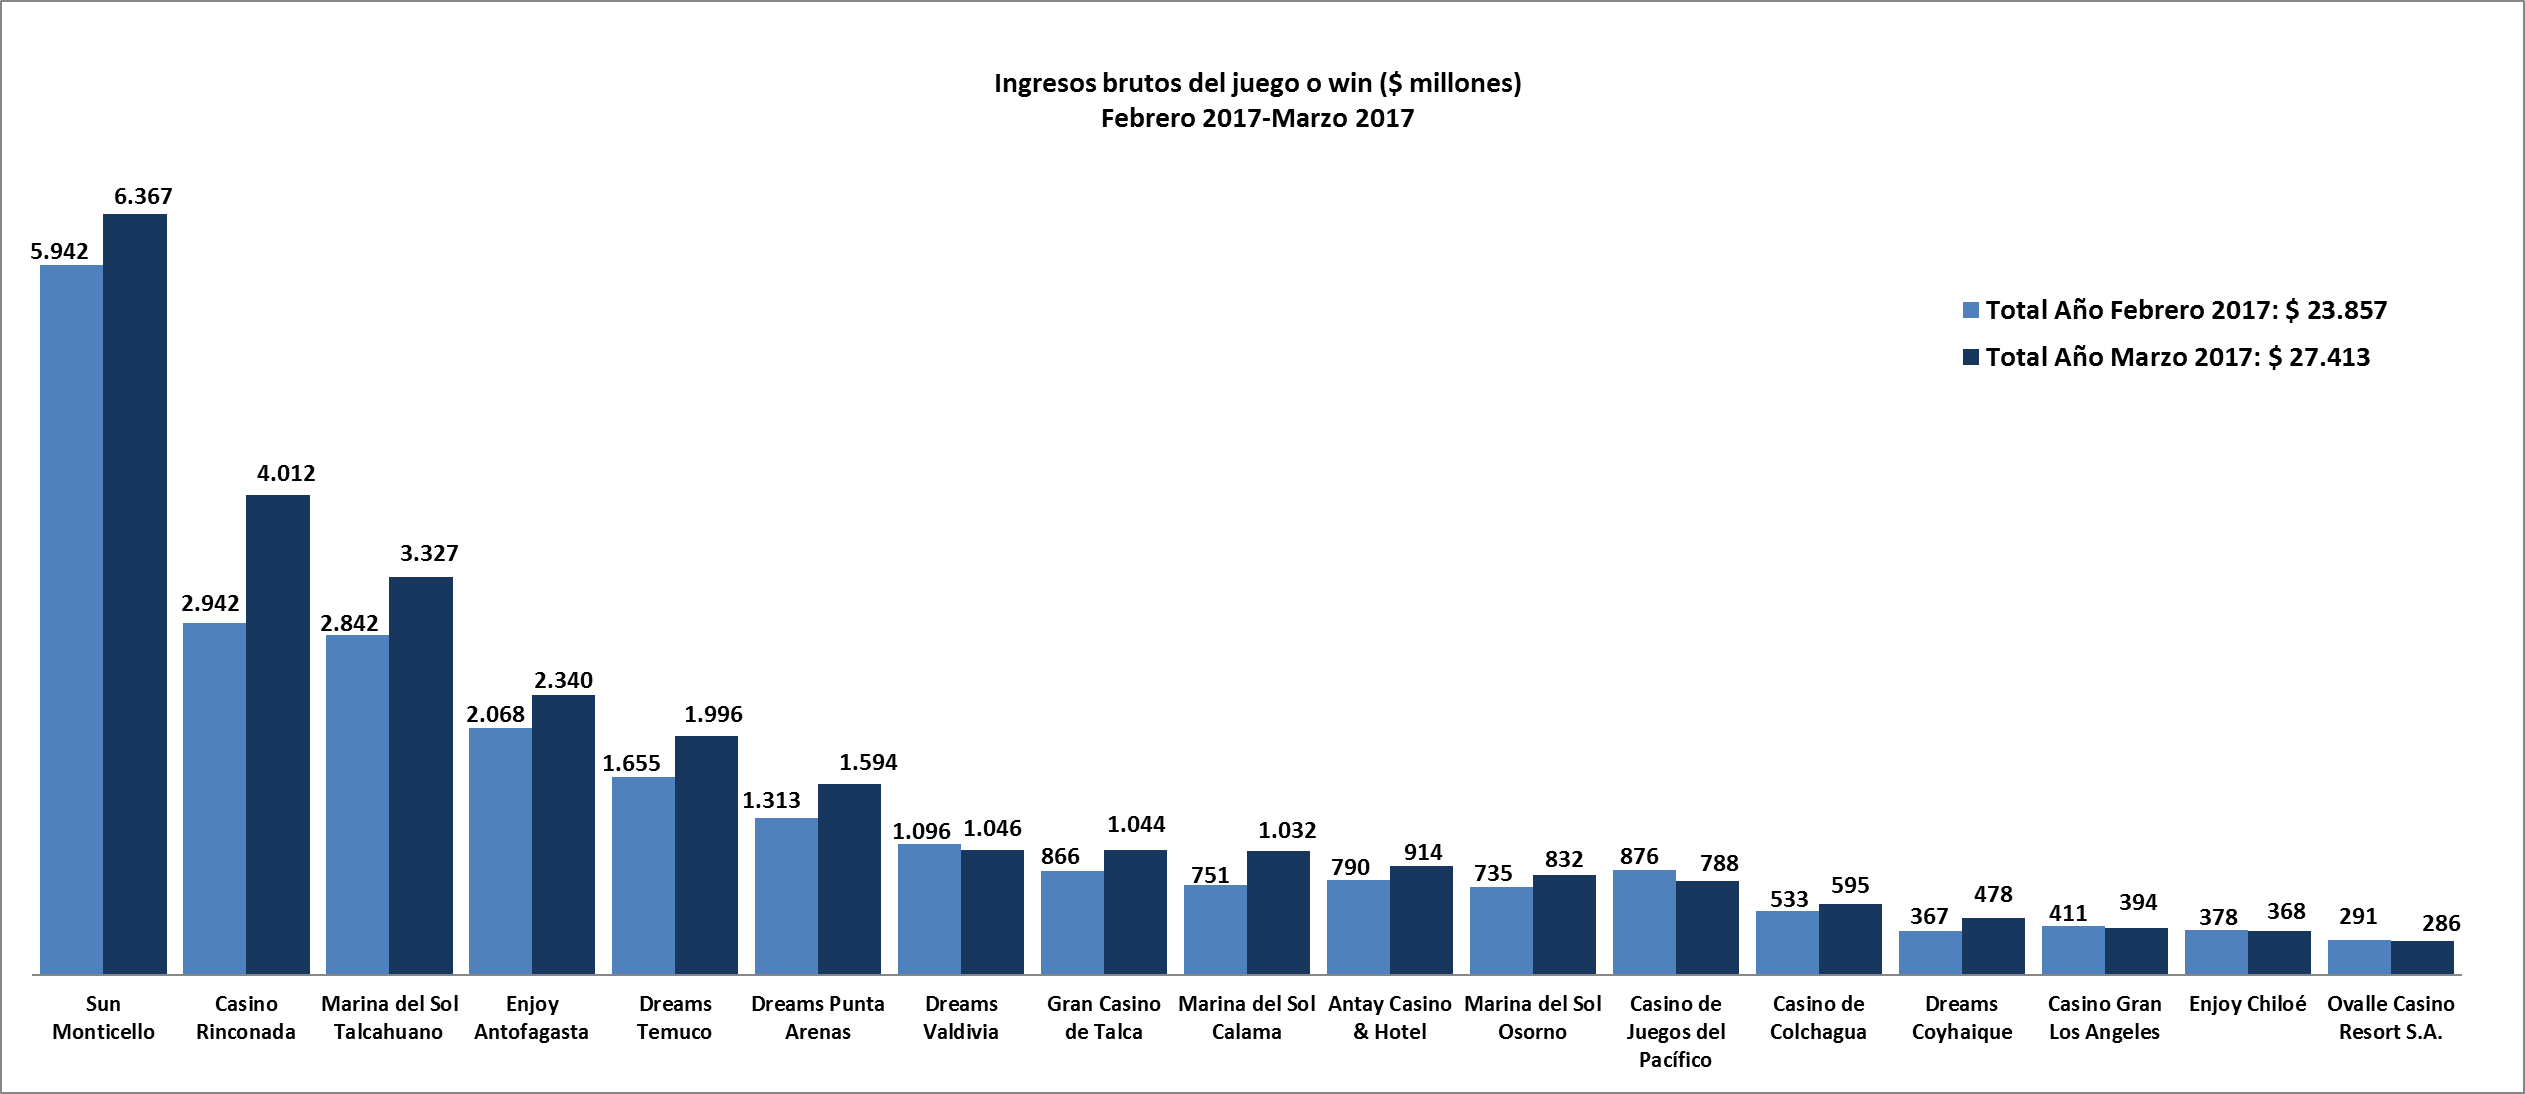 Ingresos brutos del juego o win ($ millones)
Febrero 2017-Marzo 2017
6.367
5.942
4.012
2.942
3.327
2.842
2.340
2.068
1.996
1.655
1.594
1.313
1.096
1.046
1.044
866
1.032
751
914
790
832
735
876
788
595
533
478
367
411
394
378
368
291
286
Total Año Febrero 2017: $ 23.857
Total Año Marzo 2017: $ 27.413
Sun
Monticello
Casino
Rinconada
Marina del Sol
Talcahuano
Enjoy
Antofagasta
Dreams
Temuco
Dreams Punta
Arenas
Dreams
Valdivia
Gran Casino
de Talca
Marina del Sol
Calama
Antay Casino
& Hotel
Marina del Sol
Osorno
Casino de
Juegos del
Pacífico
Casino de
Colchagua
Dreams
Coyhaique
Casino Gran
Los Angeles
Enjoy Chiloé
Ovalle Casino
Resort S.A.